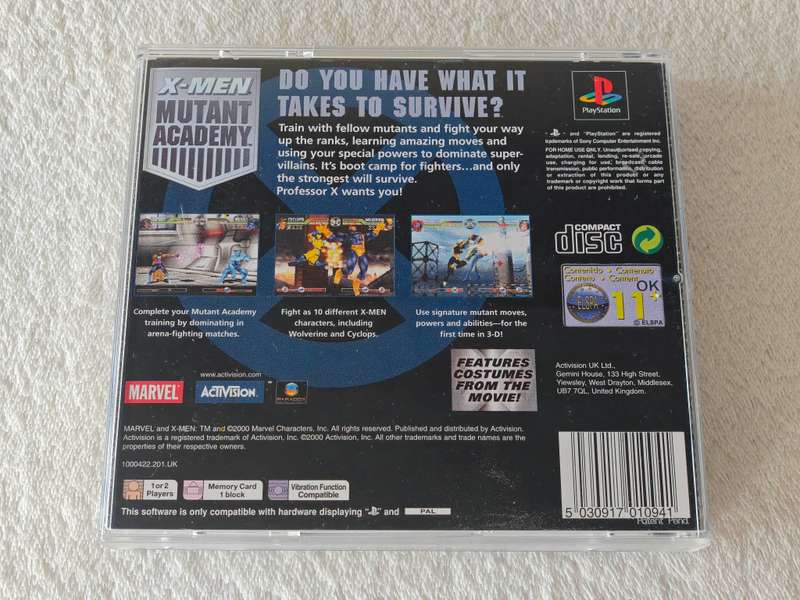 X-MEN
MUTANT
ACADEMY
DO YOU HAVE WHAT IT
TAKES TO SURVIVE?
Train with fellow mutants and fight your way
up the ranks, learning amazing moves and
using your special powers to dominate super-
villains. It's boot camp for fighters...and only
the strongest will survive.
Professor X wants you!
PlayStation
"PS" and "PlayStation" are registered
trademarks of Sony Computer Entertainment Inc.
FOR HOME USE ONLY. Unauthorised copying,
adaptation, rental, lending, re-sale, arcade
use, charging for use, broadcast, cable
transmission, public performance, distribution
or extraction of this product or any
trademark or copyright work that forms part
of this product are prohibited.
COMPACT
disc
Contenido - Contenuto
Contenu - Content
ELSPA
11
OK
© ELSPA
Complete your Mutant Academy
training by dominating in
arena-fighting matches.
Fight as 10 different X-MEN
characters, including
Wolverine and Cyclops.
Use signature mutant moves,
powers and abilities—for the
first time in 3-D!
FEATURES
COSTUMES
FROM THE
MOVIE!
Activision UK Ltd.,
Gemini House, 133 High Street,
Yiewsley, West Drayton, Middlesex,
UB7 7QL, United Kingdom.
www.activision.com
MARVEL
ACTIVISION
PARADOX
MARVEL and X-MEN: TM and ©2000 Marvel Characters, Inc. All rights reserved. Published and distributed by Activision.
Activision is a registered trademark of Activision, Inc. ©2000 Activision, Inc. All other trademarks and trade names are the
properties of their respective owners.
1000422.201.UK
1 or 2
Players
Memory Card
1 block
Vibration Function
Compatible
This software is only compatible with hardware displaying "PS" and PAL
5 030917 010941
Patent Pend.